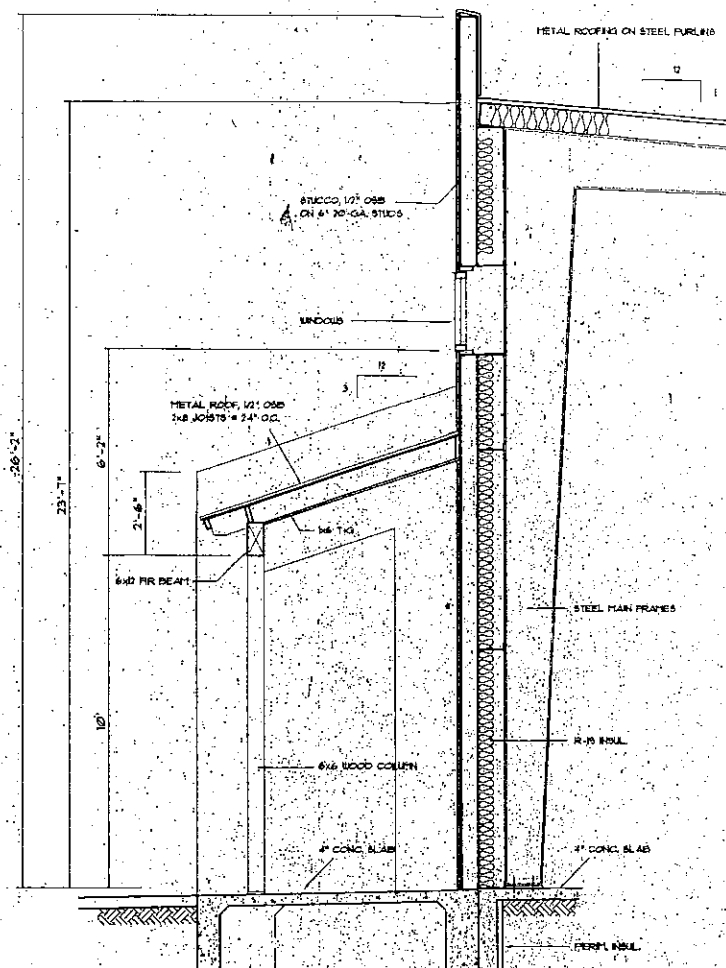 METAL ROOFING ON STEEL PURLINS
12
1
STUCCO, 1/2" OSB
ON 6" 20-GA. STUDS
WINDOWS
12
3
METAL ROOF, 1/2" OSB
2x8 JOISTS @ 24" O.C.
26'-2"
23'-7"
6'-2"
2'-6"
1x6 T&G
6x12 FIR BEAM
STEEL MAIN FRAMES
10'
R-19 INSUL.
6x6 WOOD COLUMN
4" CONC. SLAB
4" CONC. SLAB
PERIM. INSUL.